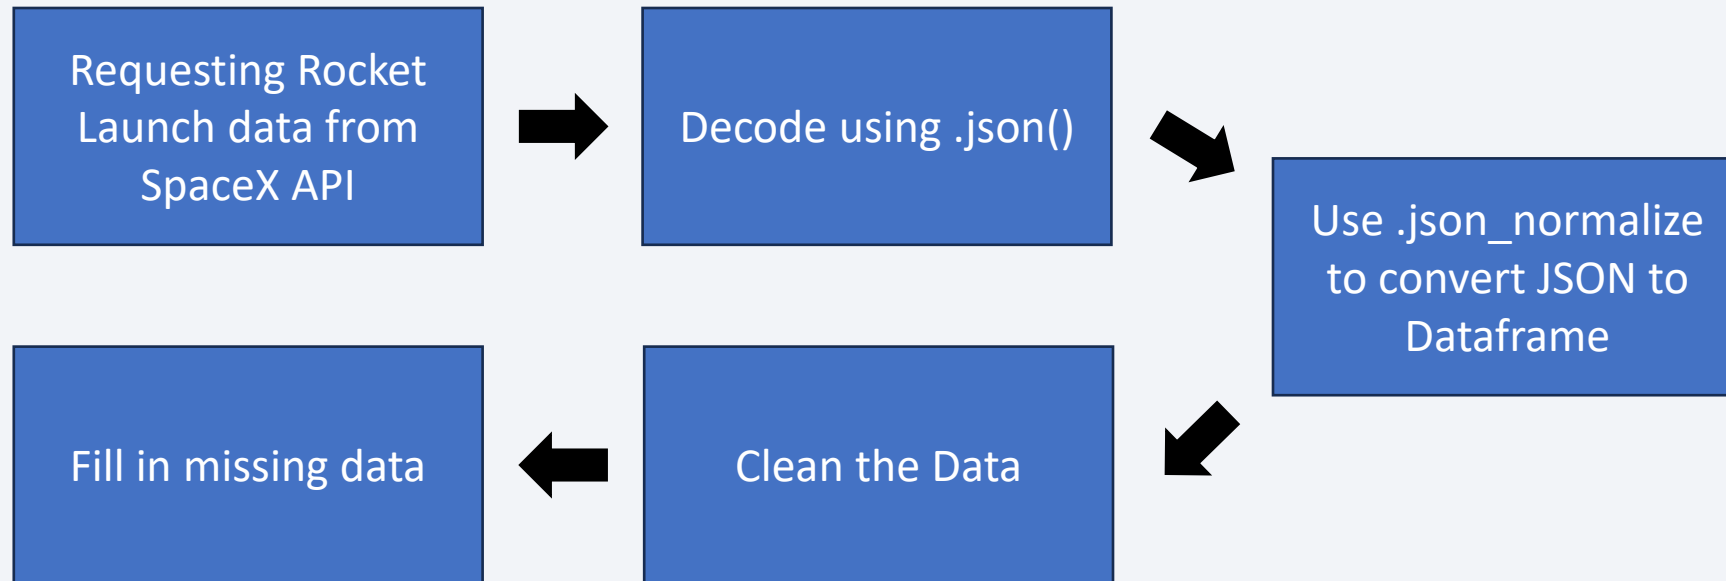 Requesting Rocket
Launch data from
SpaceX API
Decode using .json()
Use .json_normalize
to convert JSON to
Dataframe
Clean the Data
Fill in missing data